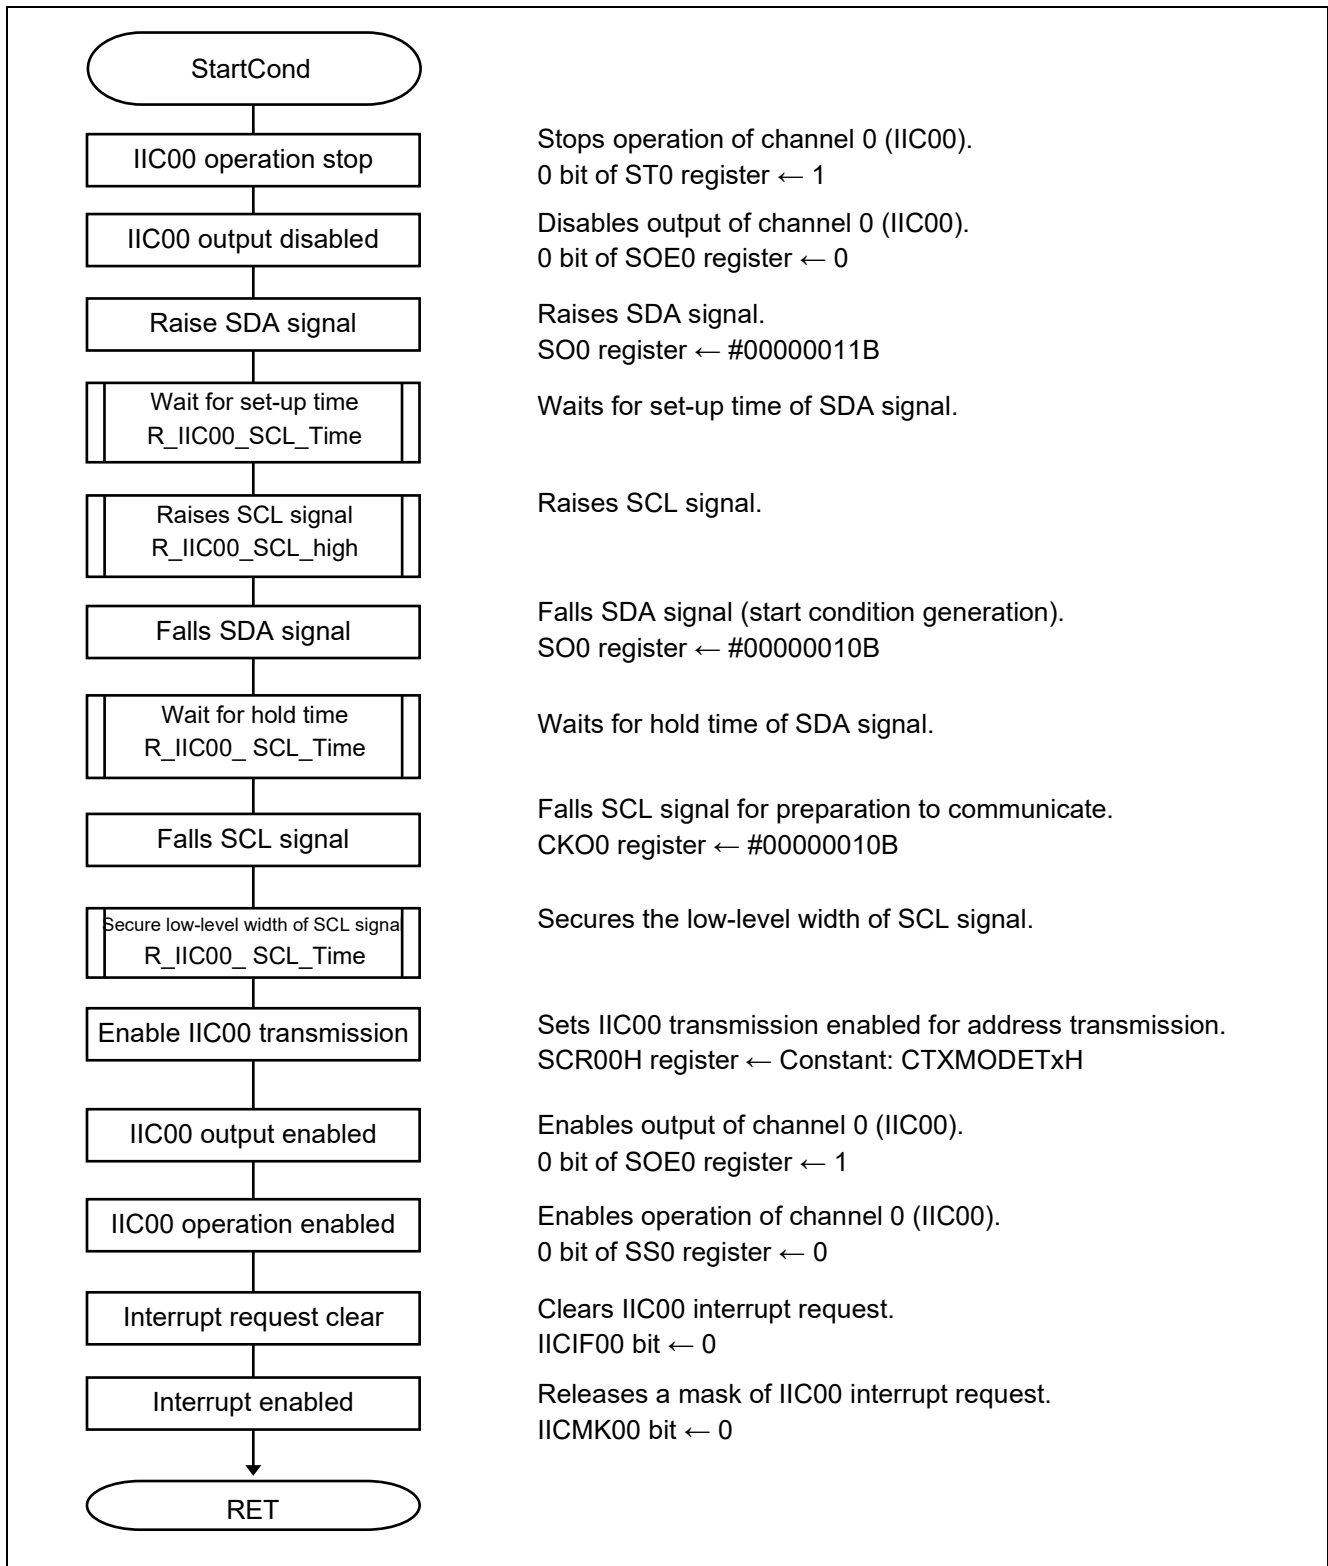 StartCond
IIC00 operation stop
Stops operation of channel 0 (IIC00).
0 bit of ST0 register ← 1
IIC00 output disabled
Disables output of channel 0 (IIC00).
0 bit of SOE0 register ← 0
Raise SDA signal
Raises SDA signal.
SO0 register ← #00000011B
Wait for set-up time
R_IIC00_SCL_Time
Waits for set-up time of SDA signal.
Raises SCL signal
R_IIC00_SCL_high
Raises SCL signal.
Falls SDA signal
Falls SDA signal (start condition generation).
SO0 register ← #00000010B
Wait for hold time
R_IIC00_ SCL_Time
Waits for hold time of SDA signal.
Falls SCL signal
Falls SCL signal for preparation to communicate.
CKO0 register ← #00000010B
Secure low-level width of SCL signal
R_IIC00_ SCL_Time
Secures the low-level width of SCL signal.
Enable IIC00 transmission
Sets IIC00 transmission enabled for address transmission.
SCR00H register ← Constant: CTXMODETxH
IIC00 output enabled
Enables output of channel 0 (IIC00).
0 bit of SOE0 register ← 1
IIC00 operation enabled
Enables operation of channel 0 (IIC00).
0 bit of SS0 register ← 0
Interrupt request clear
Clears IIC00 interrupt request.
IICIF00 bit ← 0
Interrupt enabled
Releases a mask of IIC00 interrupt request.
IICMK00 bit ← 0
RET